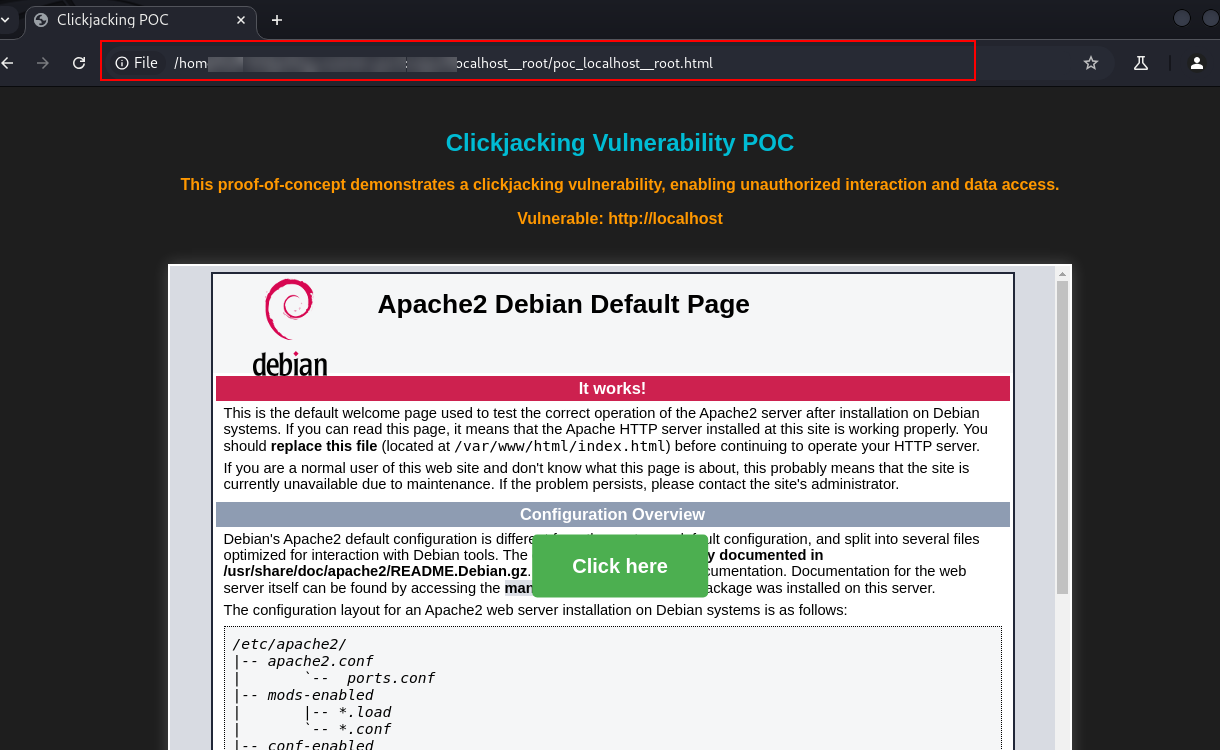 Clickjacking POC
File /hom ocalhost__root/poc_localhost__root.html
Clickjacking Vulnerability POC
This proof-of-concept demonstrates a clickjacking vulnerability, enabling unauthorized interaction and data access.
Vulnerable: http://localhost
debian
Apache2 Debian Default Page
It works!
This is the default welcome page used to test the correct operation of the Apache2 server after installation on Debian
systems. If you can read this page, it means that the Apache HTTP server installed at this site is working properly. You
should replace this file (located at /var/www/html/index.html) before continuing to operate your HTTP server.
If you are a normal user of this web site and don't know what this page is about, this probably means that the site is
currently unavailable due to maintenance. If the problem persists, please contact the site's administrator.
Configuration Overview
Debian's Apache2 default configuration is different configuration, and split into several files
optimized for interaction with Debian tools. The documented in
/usr/share/doc/apache2/README.Debian.gz. Documentation for the web
server itself can be found by accessing the was installed on this server.
Click here
The configuration layout for an Apache2 web server installation on Debian systems is as follows:
/etc/apache2/
|-- apache2.conf
|       `--  ports.conf
|-- mods-enabled
|       |-- *.load
|       `-- *.conf
|-- conf-enabled